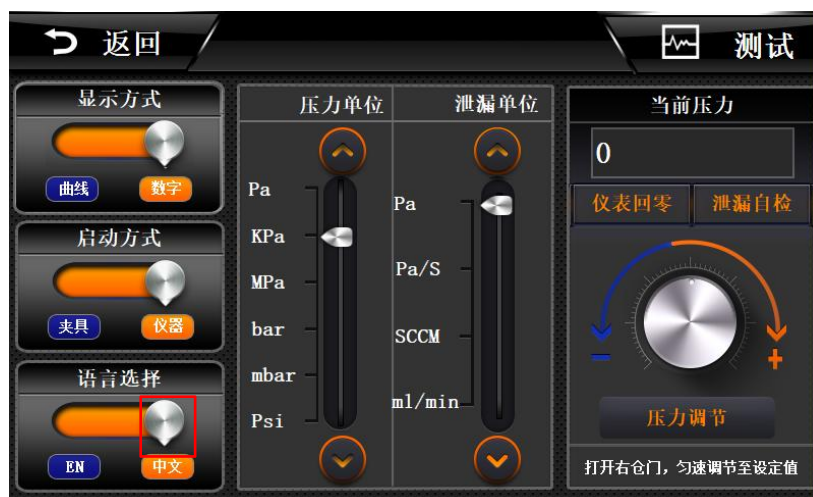 返回
测试
显示方式
曲线 数字
启动方式
夹具 仪器
语言选择
EN 中文
压力单位
Pa
KPa
MPa
bar
mbar
Psi
泄漏单位
Pa
Pa/S
SCCM
ml/min
当前压力
0
仪表回零 泄漏自检
− +
压力调节
打开右仓门，匀速调节至设定值